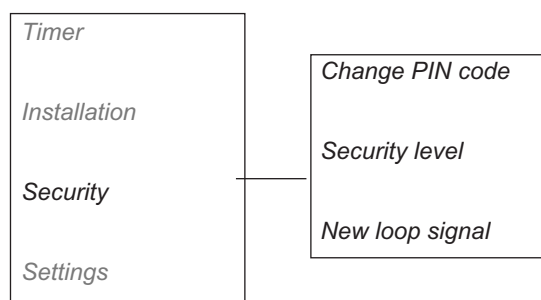 Timer
Installation
Security
Settings
Change PIN code
Security level
New loop signal